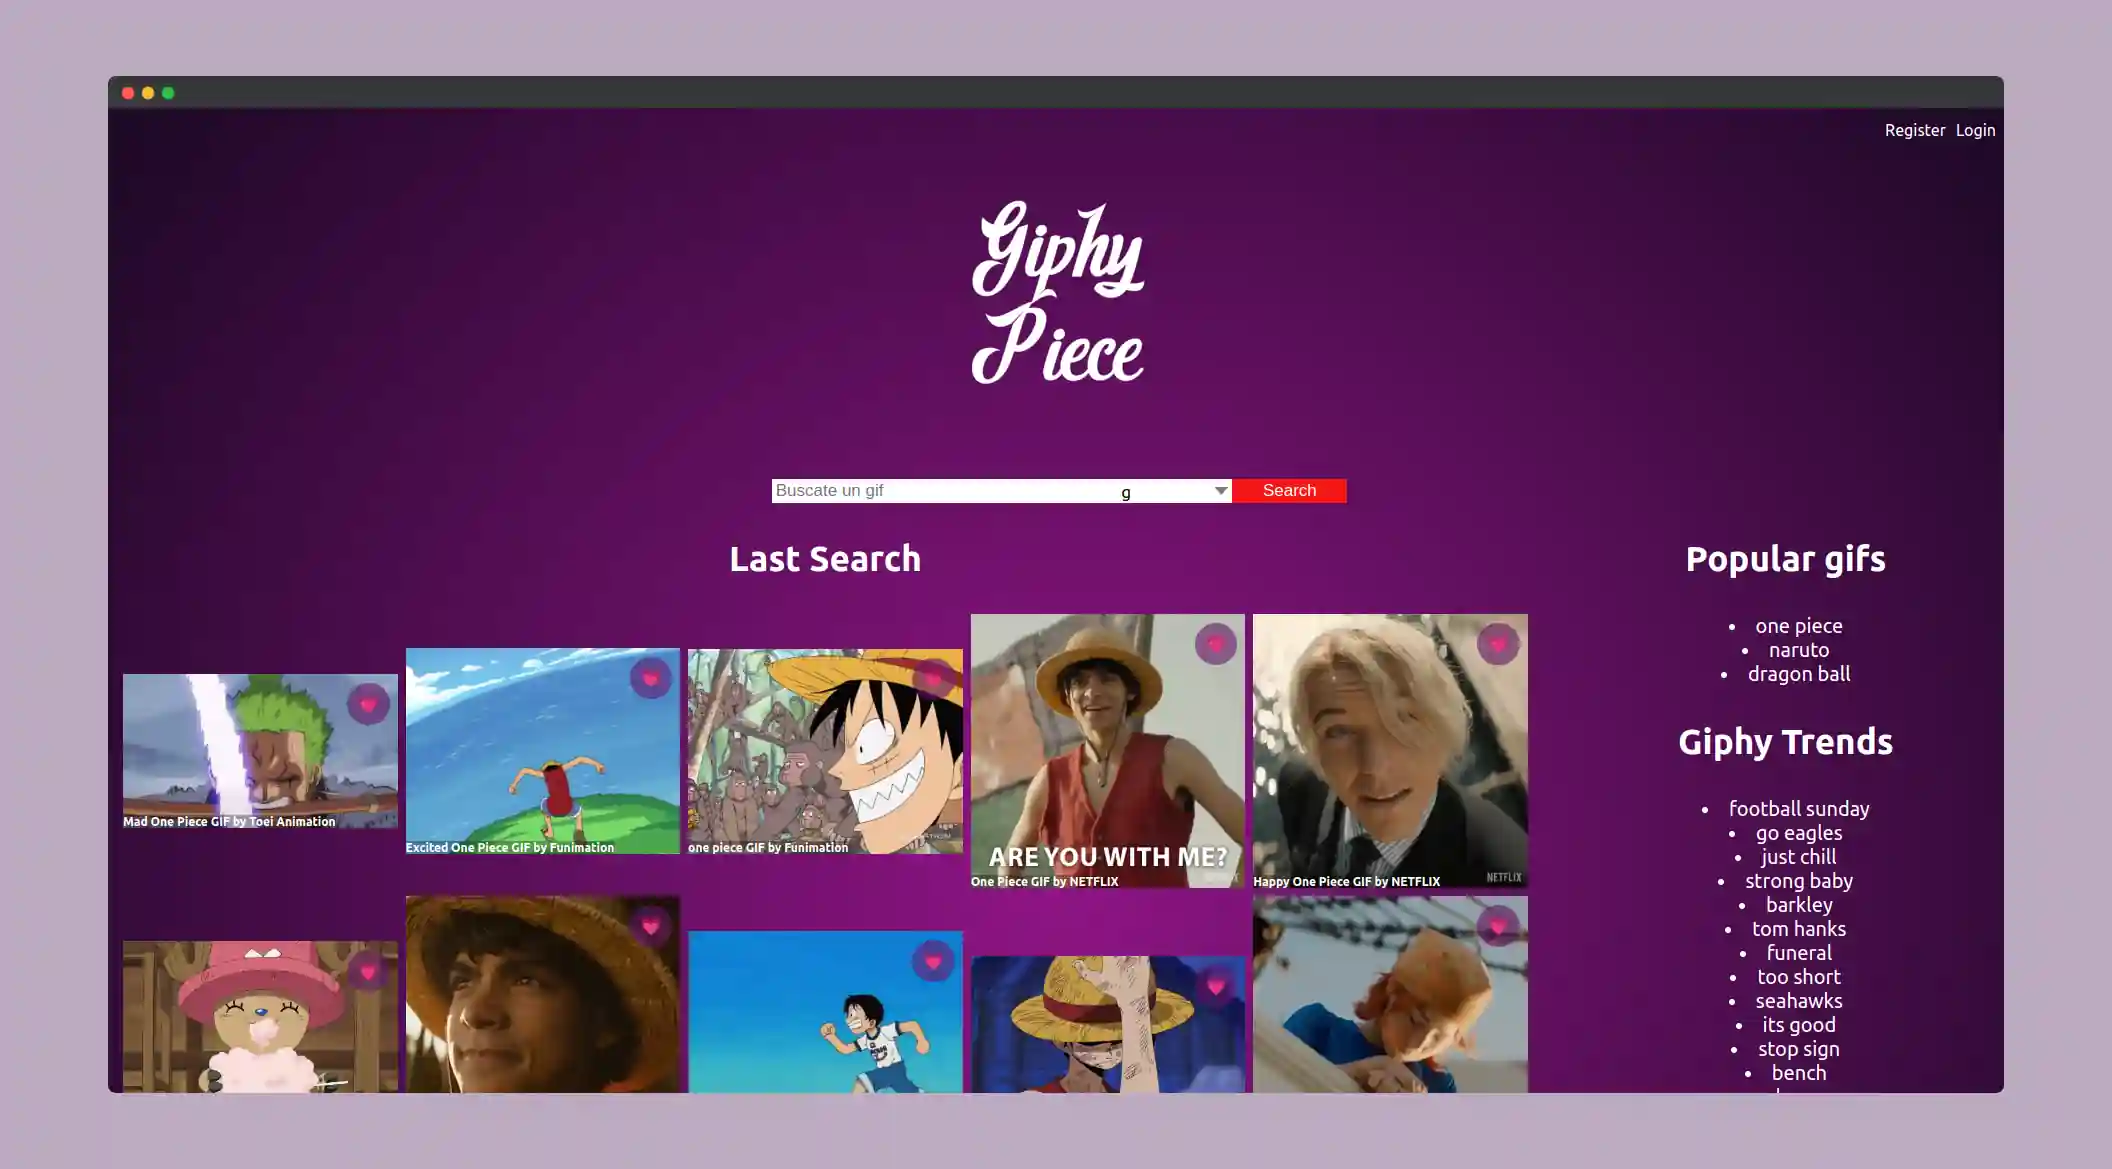 Register Login
Giphy
Piece
Buscate un gif g Search
Last Search
Mad One Piece GIF by Toei Animation
Excited One Piece GIF by Funimation
one piece GIF by Funimation
ARE YOU WITH ME?
One Piece GIF by NETFLIX
NETFLIX
Happy One Piece GIF by NETFLIX
Popular gifs
one piece
naruto
dragon ball
Giphy Trends
football sunday
go eagles
just chill
strong baby
barkley
tom hanks
funeral
too short
seahawks
its good
stop sign
bench